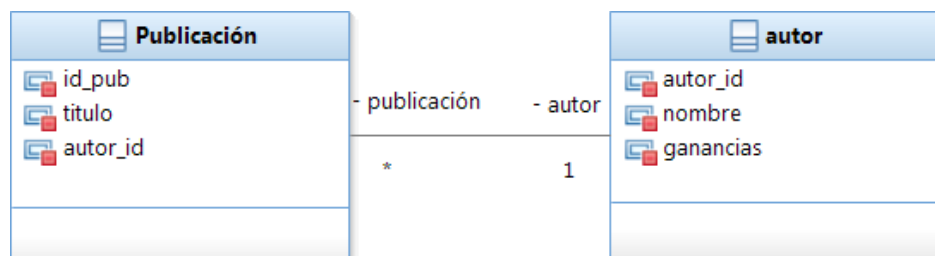 Publicación
id_pub
titulo
autor_id
- publicación
- autor
*
1
autor
autor_id
nombre
ganancias